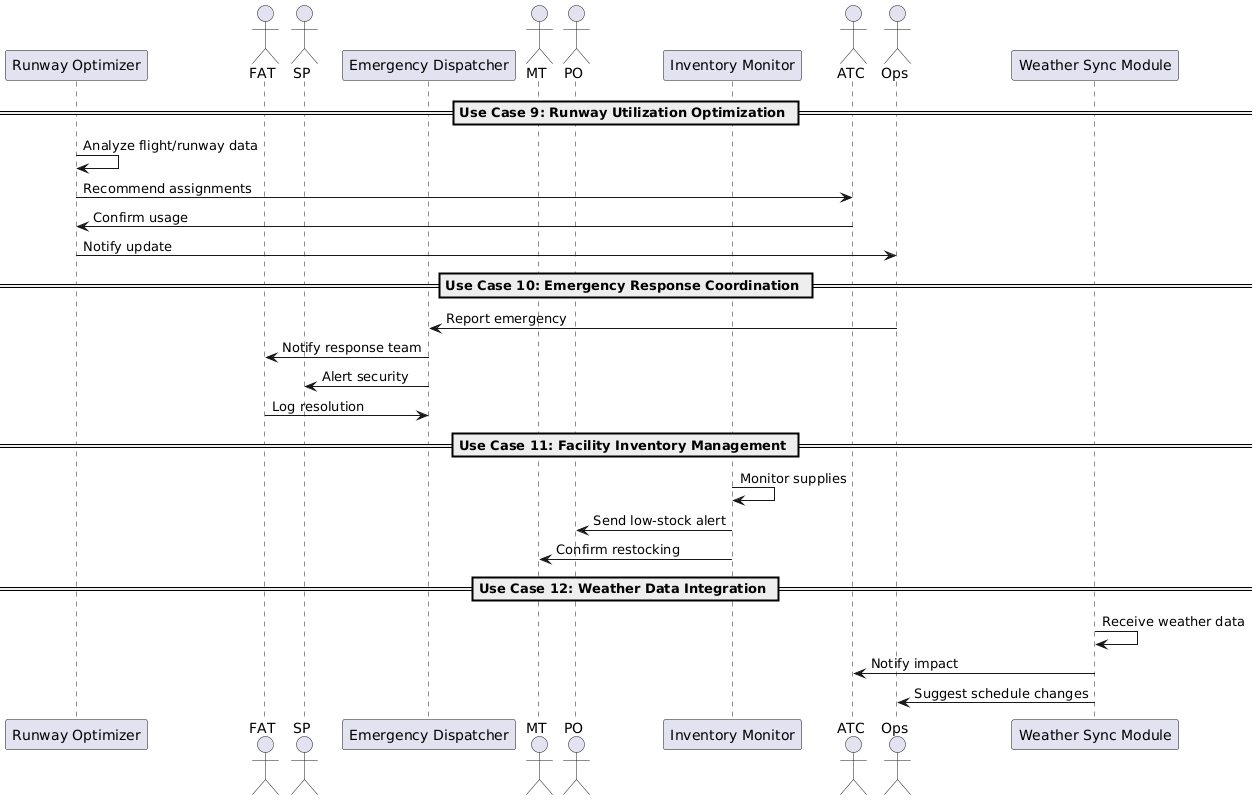 Runway Optimizer
FAT
SP
Emergency Dispatcher
MT
PO
Inventory Monitor
ATC
Ops
Weather Sync Module
Use Case 9: Runway Utilization Optimization
Analyze flight/runway data
Recommend assignments
Confirm usage
Notify update
Use Case 10: Emergency Response Coordination
Report emergency
Notify response team
Alert security
Log resolution
Use Case 11: Facility Inventory Management
Monitor supplies
Send low-stock alert
Confirm restocking
Use Case 12: Weather Data Integration
Receive weather data
Notify impact
Suggest schedule changes
Runway Optimizer
FAT
SP
Emergency Dispatcher
MT
PO
Inventory Monitor
ATC
Ops
Weather Sync Module